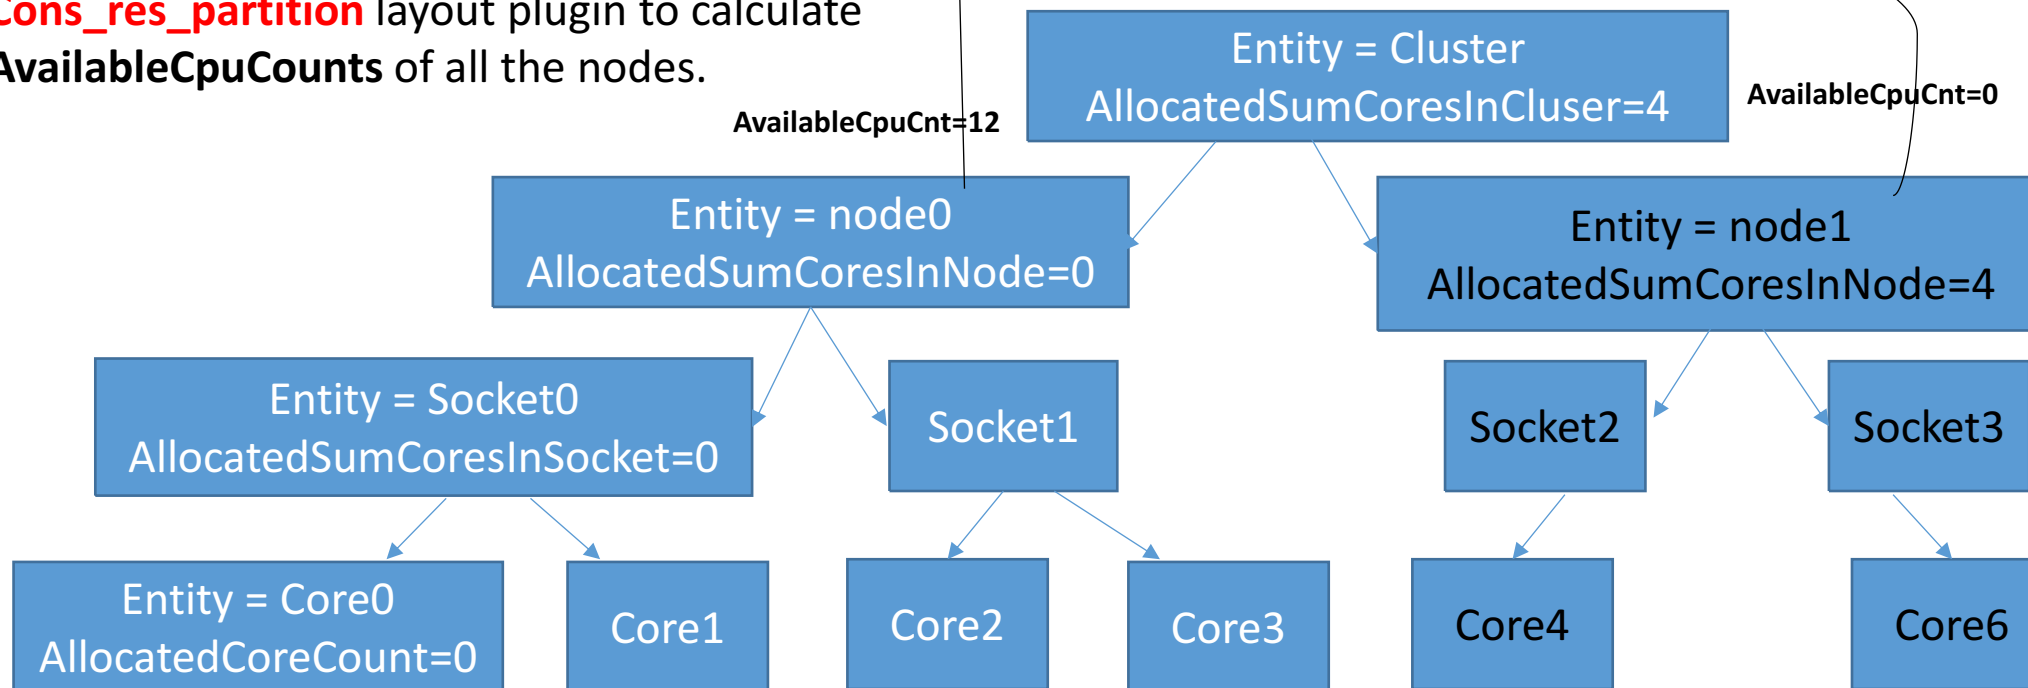 Cons_res_partition layout plugin to calculate
AvailableCpuCounts of all the nodes.
Entity = Cluster
AllocatedSumCoresInCluser=4
AvailableCpuCnt=0
AvailableCpuCnt=12
Entity = node0
AllocatedSumCoresInNode=0
Entity = node1
AllocatedSumCoresInNode=4
Entity = Socket0
AllocatedSumCoresInSocket=0
Socket1
Socket2
Socket3
Entity = Core0
AllocatedCoreCount=0
Core1
Core2
Core3
Core4
Core6